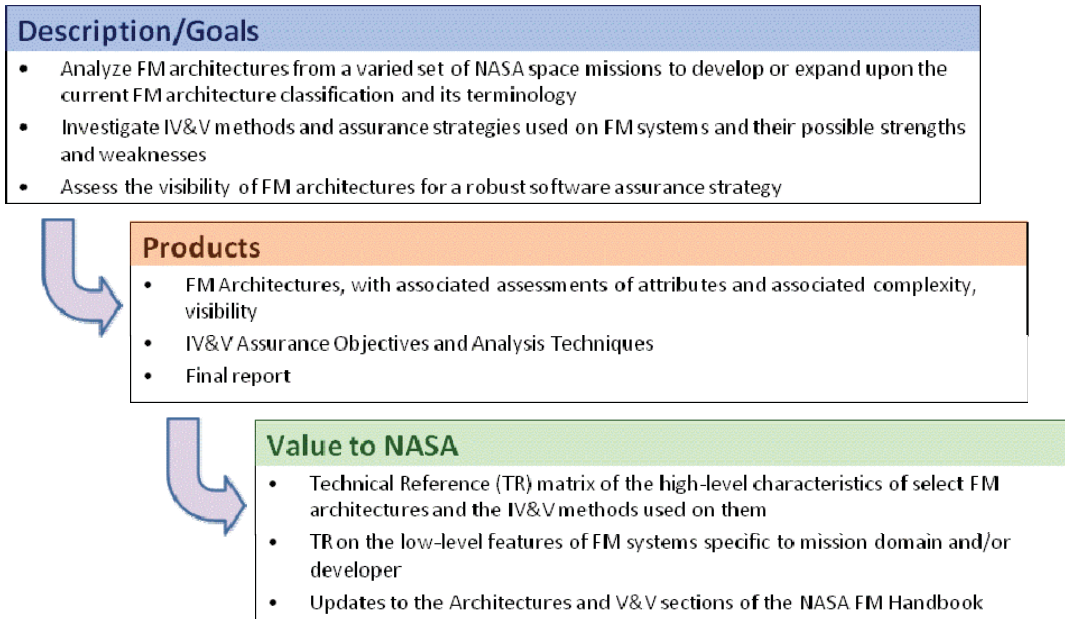 Description/Goals
• Analyze FM architectures from a varied set of NASA space missions to develop or expand upon the
current FM architecture classification and its terminology
• Investigate IV&V methods and assurance strategies used on FM systems and their possible strengths
and weaknesses
• Assess the visibility of FM architectures for a robust software assurance strategy
Products
• FM Architectures, with associated assessments of attributes and associated complexity,
visibility
• IV&V Assurance Objectives and Analysis Techniques
• Final report
Value to NASA
• Technical Reference (TR) matrix of the high-level characteristics of select FM
architectures and the IV&V methods used on them
• TR on the low-level features of FM systems specific to mission domain and/or
developer
• Updates to the Architectures and V&V sections of the NASA FM Handbook